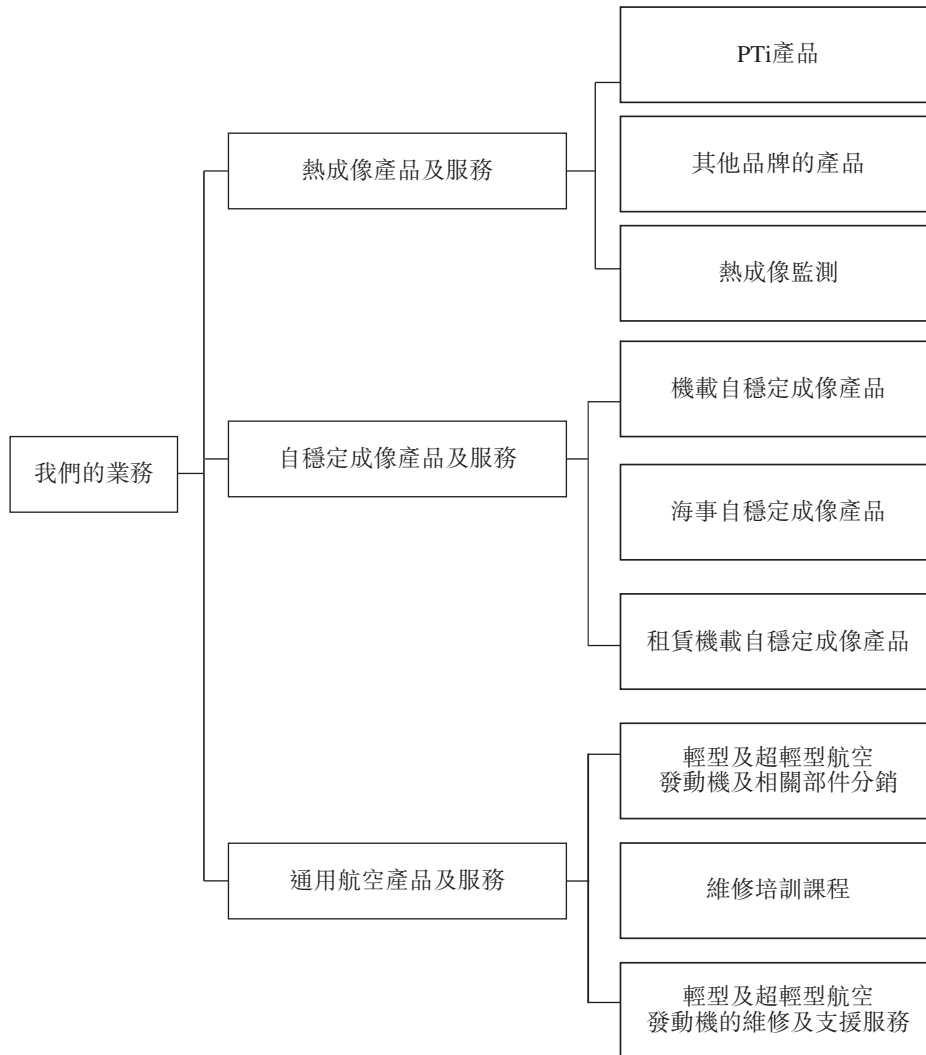 我們的業務
熱成像產品及服務
PTi產品
其他品牌的產品
熱成像監測
自穩定成像產品及服務
機載自穩定成像產品
海事自穩定成像產品
租賃機載自穩定成像產品
通用航空產品及服務
輕型及超輕型航空
發動機及相關部件分銷
維修培訓課程
輕型及超輕型航空
發動機的維修及支援服務